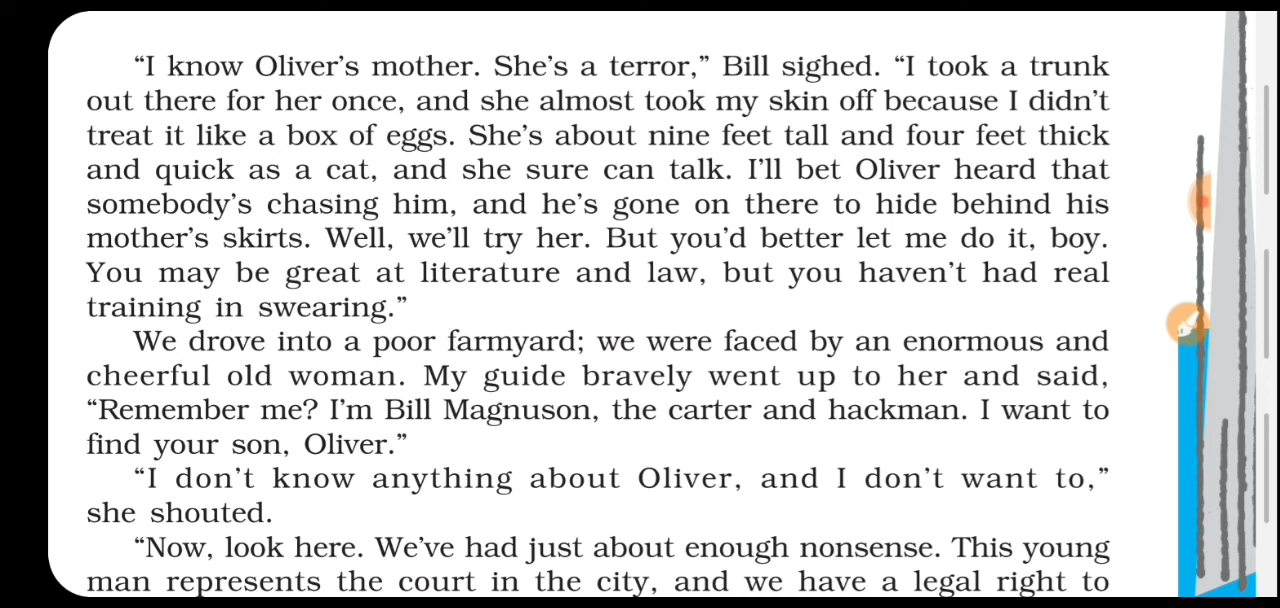 “I know Oliver’s mother. She’s a terror,” Bill sighed. “I took a trunk
out there for her once, and she almost took my skin off because I didn’t
treat it like a box of eggs. She’s about nine feet tall and four feet thick
and quick as a cat, and she sure can talk. I’ll bet Oliver heard that
somebody’s chasing him, and he’s gone on there to hide behind his
mother’s skirts. Well, we’ll try her. But you’d better let me do it, boy.
You may be great at literature and law, but you haven’t had real
training in swearing.”
We drove into a poor farmyard; we were faced by an enormous and
cheerful old woman. My guide bravely went up to her and said,
“Remember me? I’m Bill Magnuson, the carter and hackman. I want to
find your son, Oliver.”
“I don’t know anything about Oliver, and I don’t want to,”
she shouted.
“Now, look here. We’ve had just about enough nonsense. This young
man represents the court in the city, and we have a legal right to